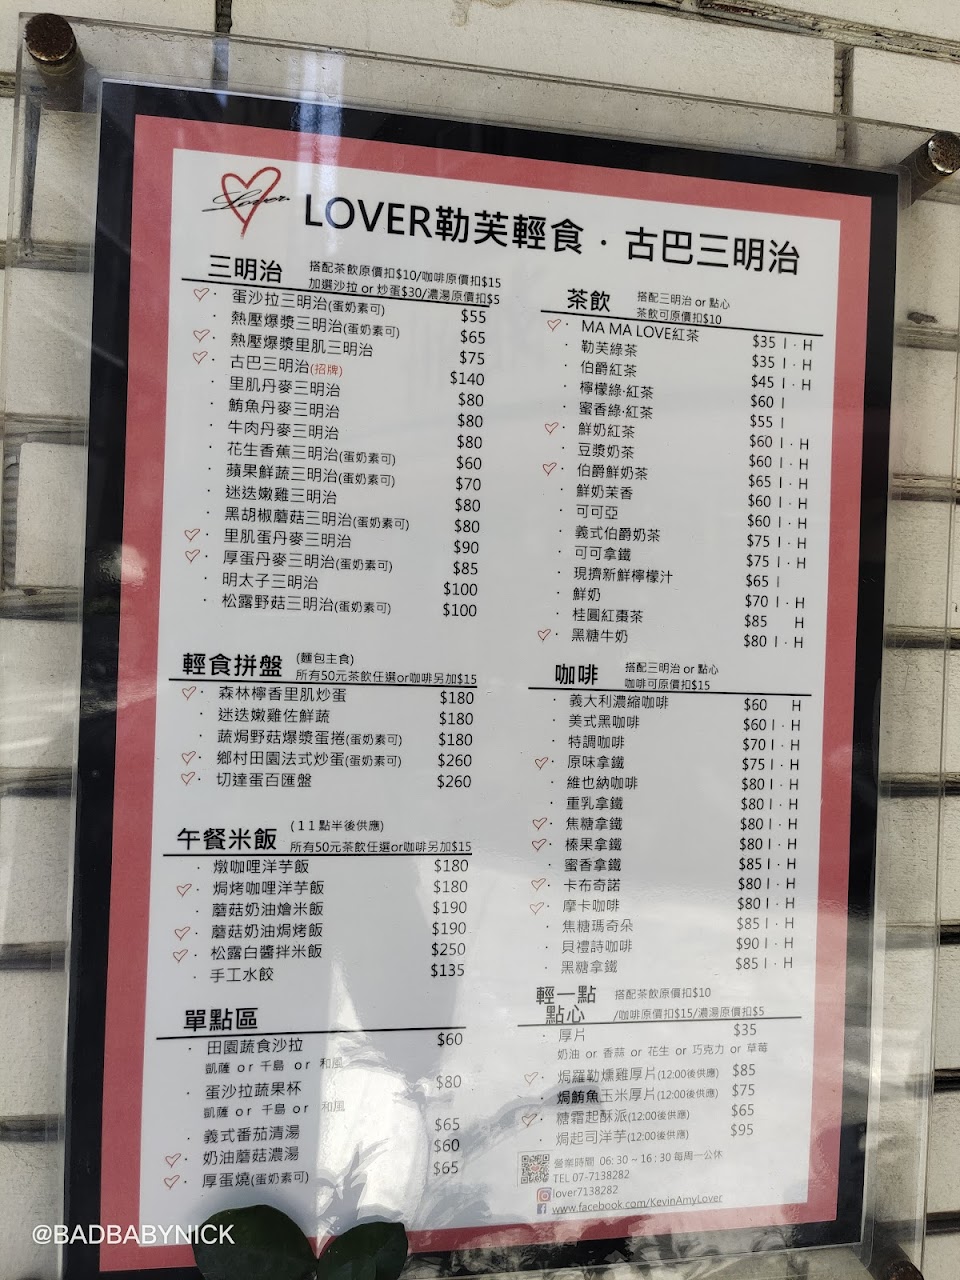 Lover
LOVER勒芙輕食．古巴三明治
三明治 搭配茶飲原價扣$10/咖啡原價扣$15
加選沙拉 or 炒蛋$30/濃湯原價扣$5
蛋沙拉三明治(蛋奶素可) $55
熱壓爆漿三明治(蛋奶素可) $65
熱壓爆漿里肌三明治 $75
古巴三明治(招牌) $140
里肌丹麥三明治 $80
鮪魚丹麥三明治 $80
牛肉丹麥三明治 $80
花生香蕉三明治(蛋奶素可) $60
蘋果鮮蔬三明治(蛋奶素可) $70
迷迭嫩雞三明治 $80
黑胡椒蘑菇三明治(蛋奶素可) $80
里肌蛋丹麥三明治 $90
厚蛋丹麥三明治(蛋奶素可) $85
明太子三明治 $100
松露野菇三明治(蛋奶素可) $100
輕食拼盤 (麵包主食)
所有50元茶飲任選or咖啡另加$15
森林檸香里肌炒蛋 $180
迷迭嫩雞佐鮮蔬 $180
蔬焗野菇爆漿蛋捲(蛋奶素可) $180
鄉村田園法式炒蛋(蛋奶素可) $260
切達蛋百匯盤 $260
午餐米飯 (11點半後供應)
所有50元茶飲任選or咖啡另加$15
燉咖哩洋芋飯 $180
焗烤咖哩洋芋飯 $180
蘑菇奶油燴米飯 $190
蘑菇奶油焗烤飯 $190
松露白醬拌米飯 $250
手工水餃 $135
單點區
田園蔬食沙拉 $60
凱薩 or 千島 or 和風
蛋沙拉蔬果杯 $80
凱薩 or 千島 or 和風
義式番茄清湯 $65
奶油蘑菇濃湯 $60
厚蛋燒(蛋奶素可) $65
茶飲 搭配三明治 or 點心
茶飲可原價扣$10
MA MA LOVE紅茶 $35 I · H
勒芙綠茶 $35 I · H
伯爵紅茶 $45 I · H
檸檬綠·紅茶 $60 I
蜜香綠·紅茶 $55 I
鮮奶紅茶 $60 I · H
豆漿奶茶 $60 I · H
伯爵鮮奶茶 $65 I · H
鮮奶茉香 $60 I · H
可可亞 $60 I · H
義式伯爵奶茶 $75 I · H
可可拿鐵 $75 I · H
現擠新鮮檸檬汁 $65 I
鮮奶 $70 I · H
桂圓紅棗茶 $85 H
黑糖牛奶 $80 I · H
咖啡 搭配三明治 or 點心
咖啡可原價扣$15
義大利濃縮咖啡 $60 H
美式黑咖啡 $60 I · H
特調咖啡 $70 I · H
原味拿鐵 $75 I · H
維也納咖啡 $80 I · H
重乳拿鐵 $80 I · H
焦糖拿鐵 $80 I · H
榛果拿鐵 $80 I · H
蜜香拿鐵 $85 I · H
卡布奇諾 $80 I · H
摩卡咖啡 $80 I · H
焦糖瑪奇朵 $85 I · H
貝禮詩咖啡 $90 I · H
黑糖拿鐵 $85 I · H
輕一點 搭配茶飲原價扣$10
點心 /咖啡原價扣$15/濃湯原價扣$5
厚片 $35
奶油 or 香蒜 or 花生 or 巧克力 or 草莓
焗羅勒燻雞厚片(12:00後供應) $85
焗鮪魚玉米厚片(12:00後供應) $75
糖霜起酥派(12:00後供應) $65
焗起司洋芋(12:00後供應) $95
營業時間 06:30～16:30 每周一公休
TEL 07-7138282
lover7138282
www.facebook.com/KevinAmyLover
@BADBABYNICK